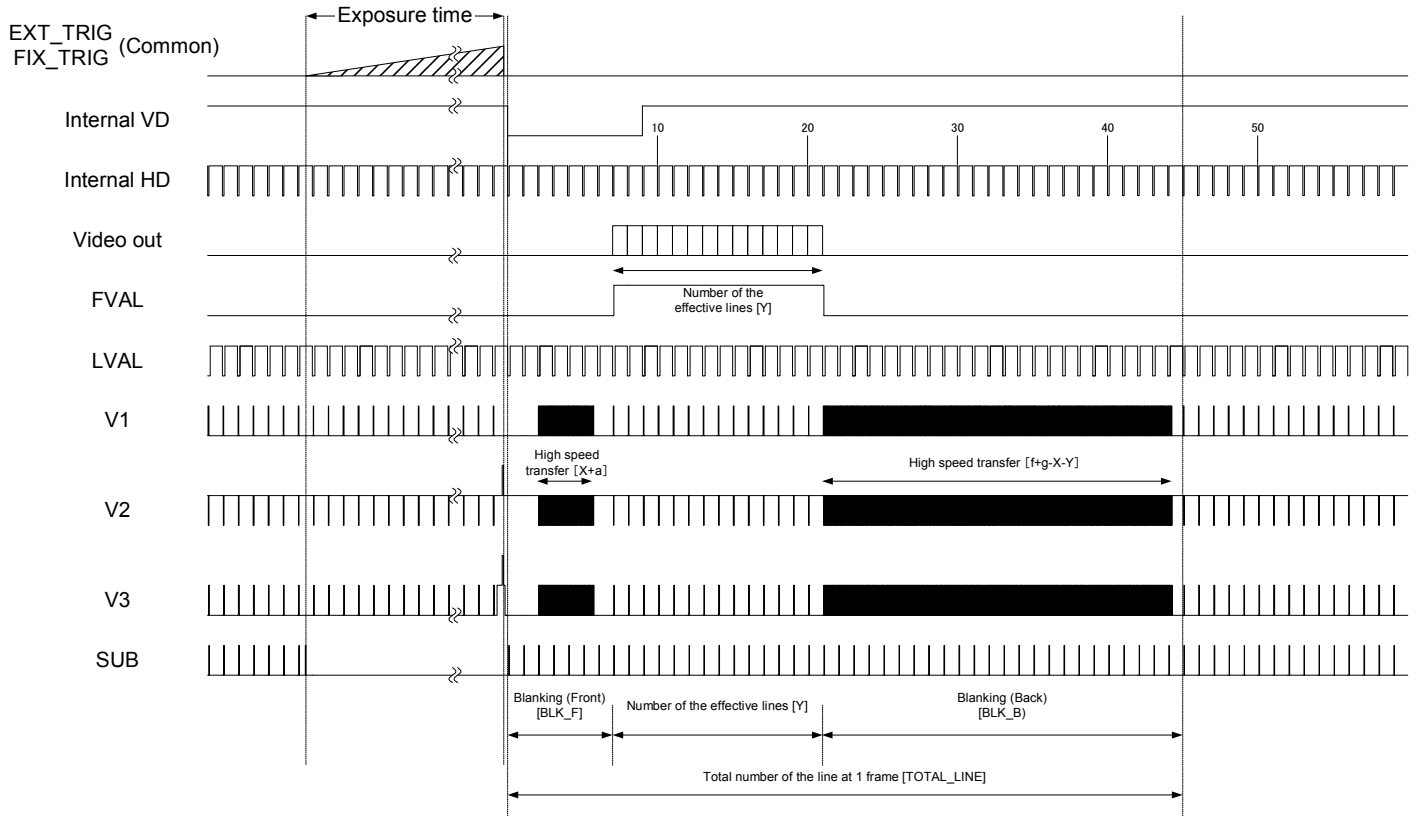 Exposure time
EXT_TRIG
FIX_TRIG
(Common)
Internal VD
10 20 30 40 50
Internal HD
Video out
Number of the
effective lines [Y]
FVAL
LVAL
V1
High speed
transfer [X+a]
High speed transfer [f+g-X-Y]
V2
V3
SUB
Blanking (Front)
[BLK_F]
Number of the effective lines [Y]
Blanking (Back)
[BLK_B)
Total number of the line at 1 frame [TOTAL_LINE]